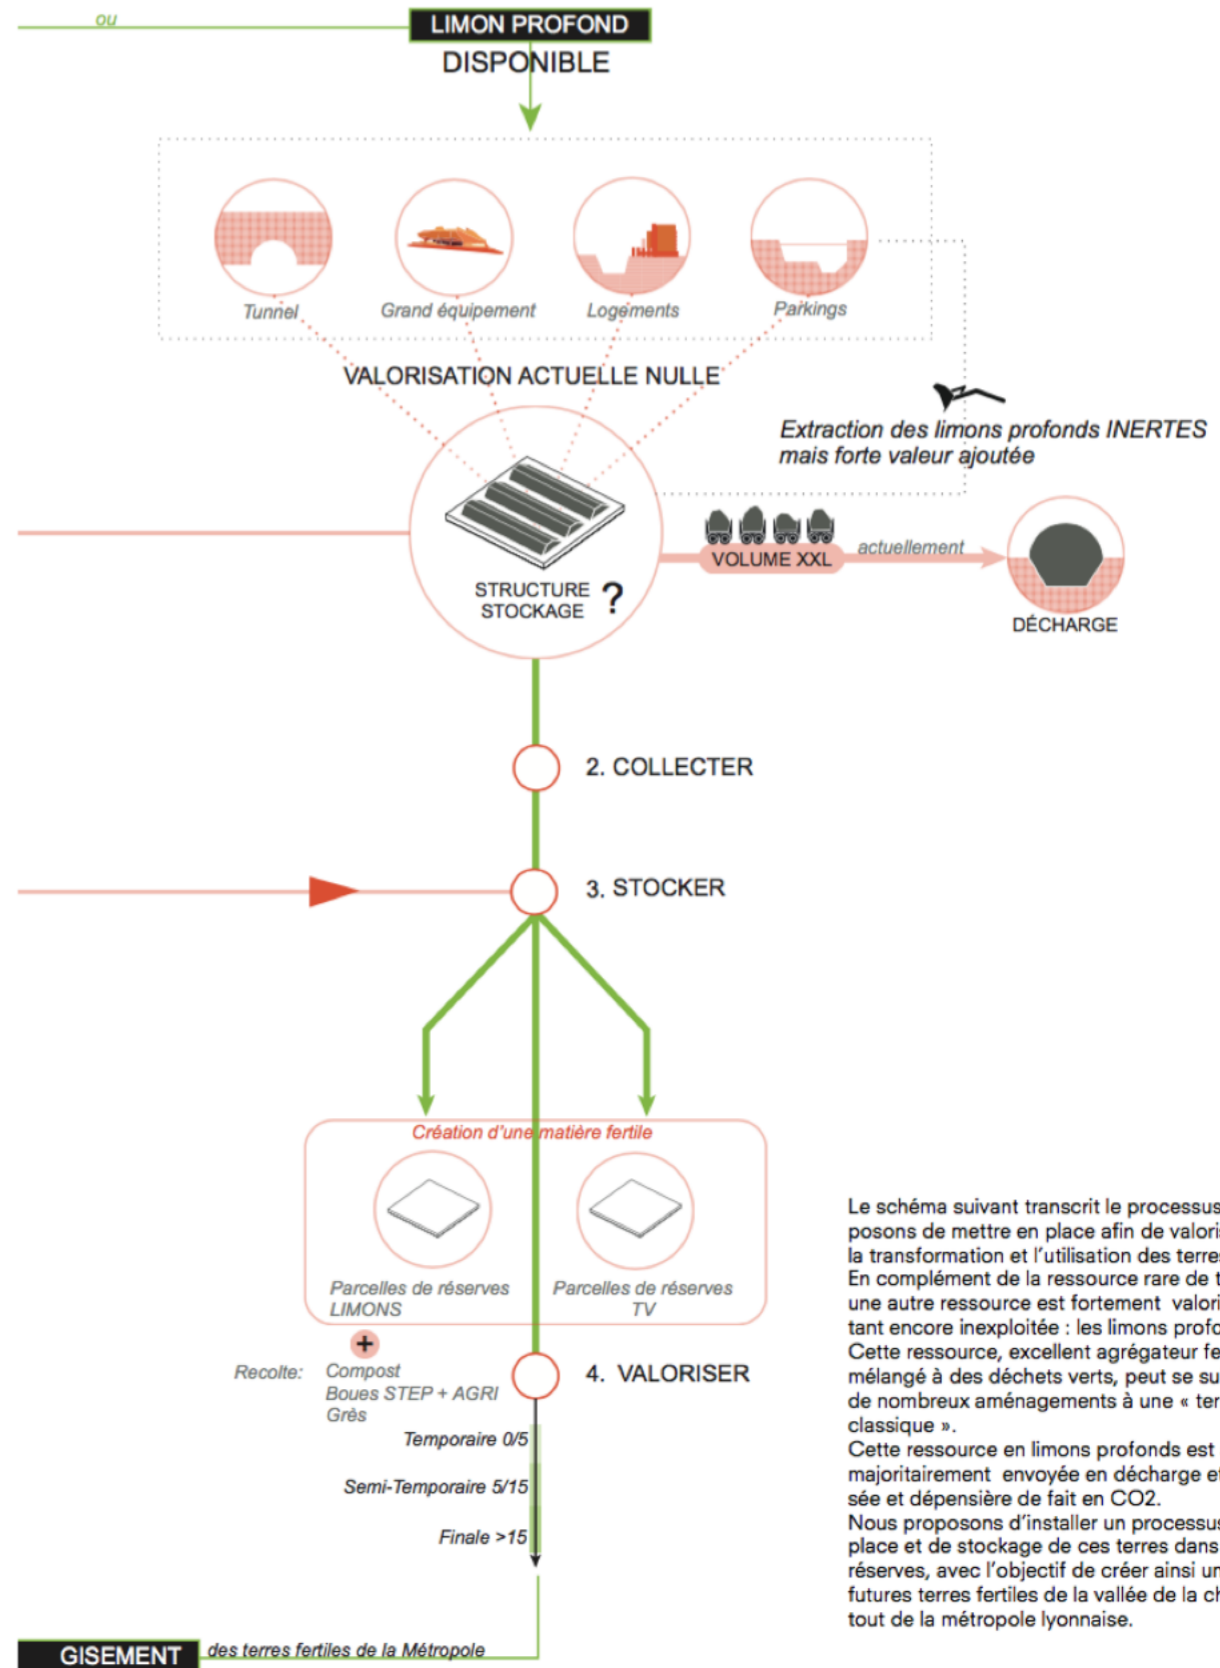 ou
LIMON PROFOND
DISPONIBLE
Tunnel
Grand équipement
Logements
Parkings
VALORISATION ACTUELLE NULLE
Extraction des limons profonds INERTES
mais forte valeur ajoutée
VOLUME XXL
actuellement
STRUCTURE
STOCKAGE ?
DÉCHARGE
2. COLLECTER
3. STOCKER
Création d'une matière fertile
Parcelles de réserves
LIMONS
Parcelles de réserves
TV
+
Recolte: Compost
Boues STEP + AGRI
Grès
4. VALORISER
Temporaire 0/5
Semi-Temporaire 5/15
Finale >15
GISEMENT des terres fertiles de la Métropole
Le schéma suivant transcrit le processus
posons de mettre en place afin de valoris
la transformation et l'utilisation des terres
En complément de la ressource rare de t
une autre ressource est fortement valori
tant encore inexploitée : les limons profo
Cette ressource, excellent agrégateur fe
mélangé à des déchets verts, peut se su
de nombreux aménagements à une « ter
classique ».
Cette ressource en limons profonds est
majoritairement envoyée en décharge et
sée et dépensière de fait en CO2.
Nous proposons d'installer un processus
place et de stockage de ces terres dans
réserves, avec l'objectif de créer ainsi un
futures terres fertiles de la vallée de la ch
tout de la métropole lyonnaise.